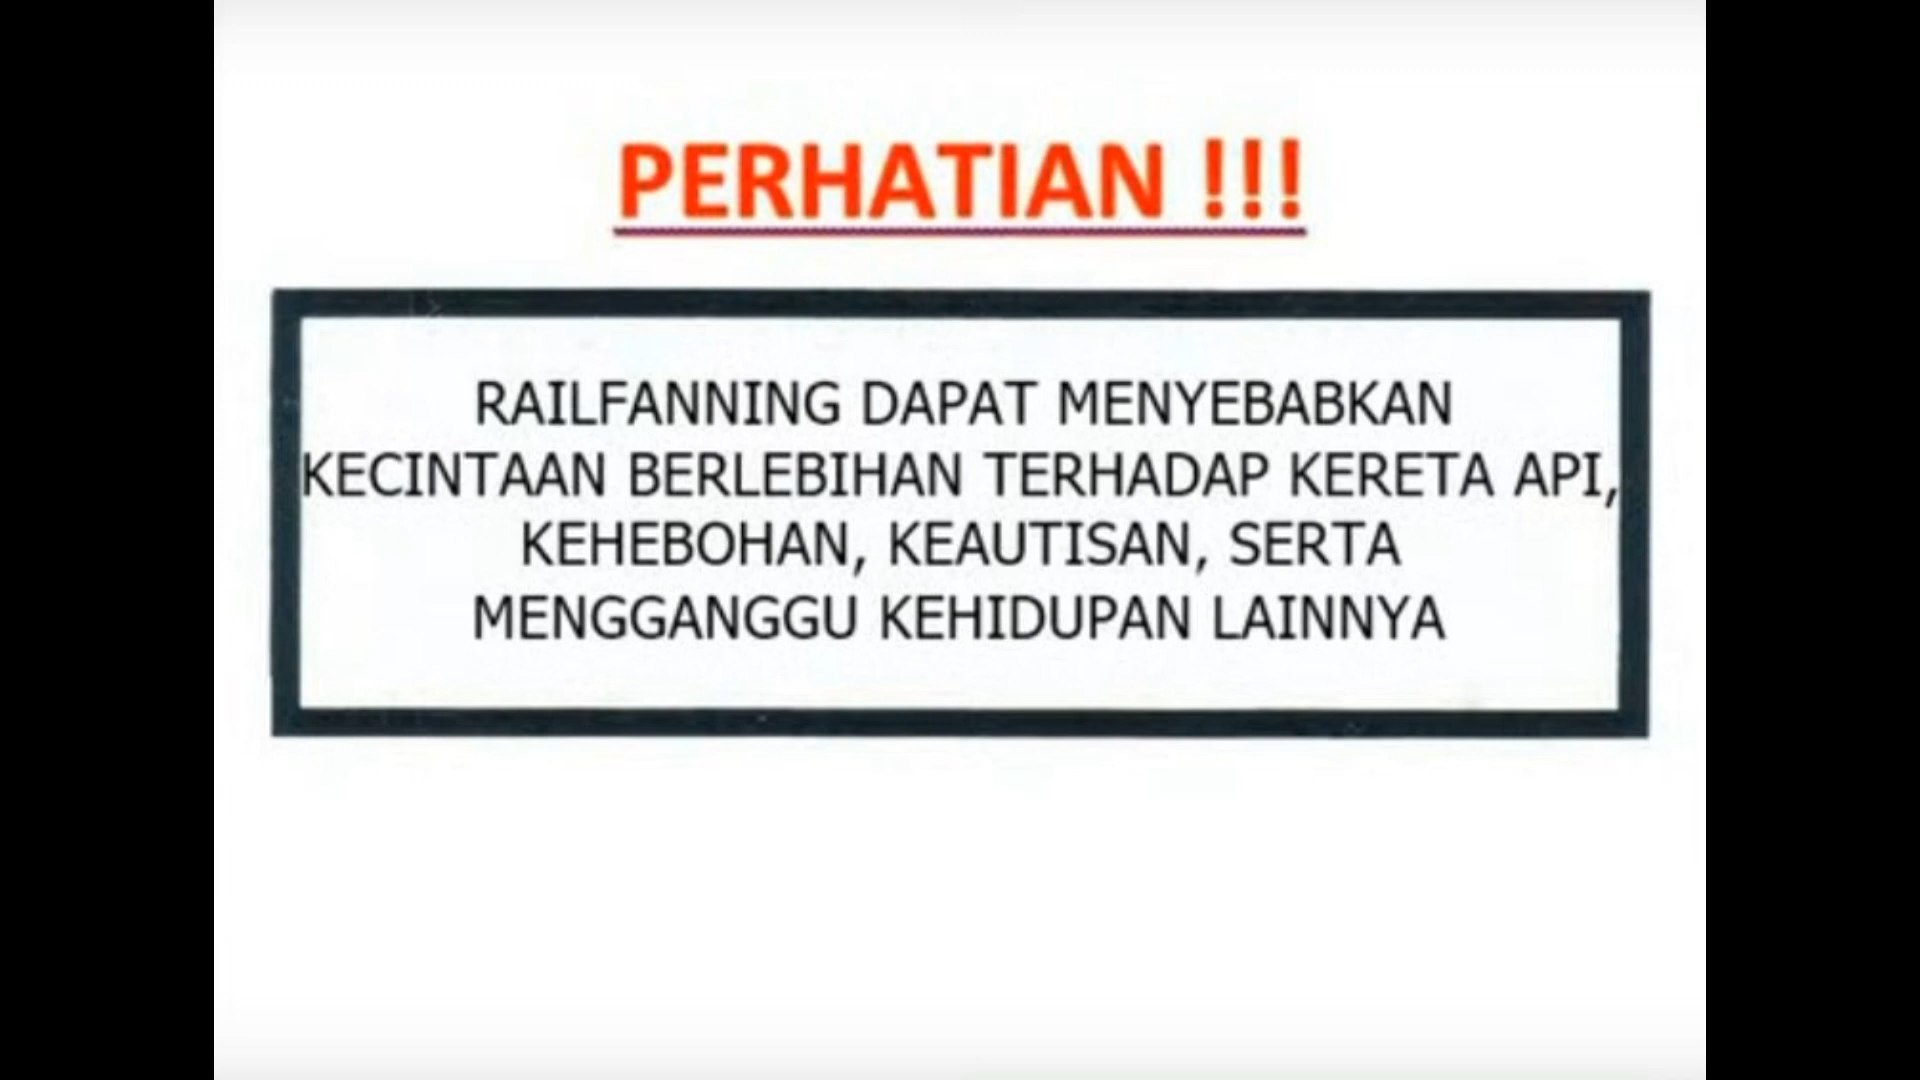 PERHATIAN !!!
RAILFANNING DAPAT MENYEBABKAN
KECINTAAN BERLEBIHAN TERHADAP KERETA API,
KEHEBOHAN, KEAUTISAN, SERTA
MENGGANGGU KEHIDUPAN LAINNYA